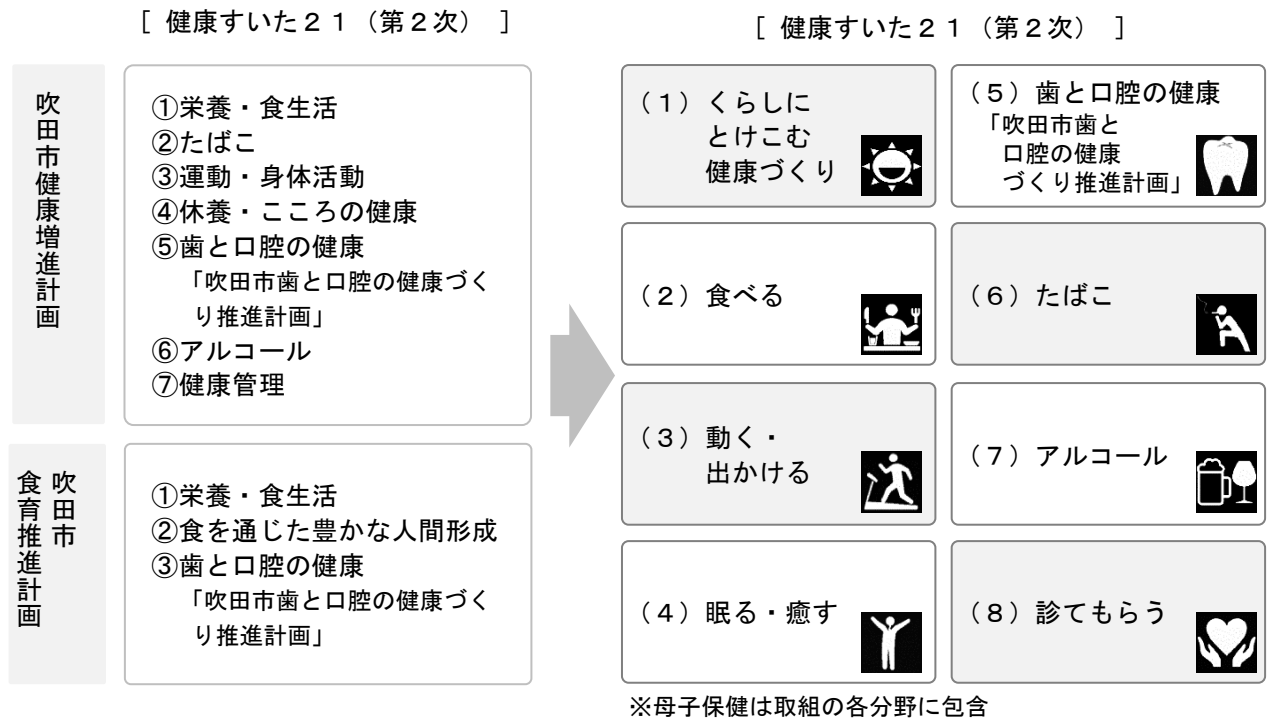 [ 健康すいた２１（第２次） ]
吹田市健康増進計画
①栄養・食生活
②たばこ
③運動・身体活動
④休養・こころの健康
⑤歯と口腔の健康
「吹田市歯と口腔の健康づく
り推進計画」
⑥アルコール
⑦健康管理
吹田市
食育推進計画
①栄養・食生活
②食を通じた豊かな人間形成
③歯と口腔の健康
「吹田市歯と口腔の健康づく
り推進計画」
[ 健康すいた２１（第２次） ]
（１）くらしに
とけこむ
健康づくり
（２）食べる
（３）動く・
出かける
（４）眠る・癒す
（５）歯と口腔の健康
「吹田市歯と
口腔の健康
づくり推進計画」
（６）たばこ
（７）アルコール
（８）診てもらう
※母子保健は取組の各分野に包含